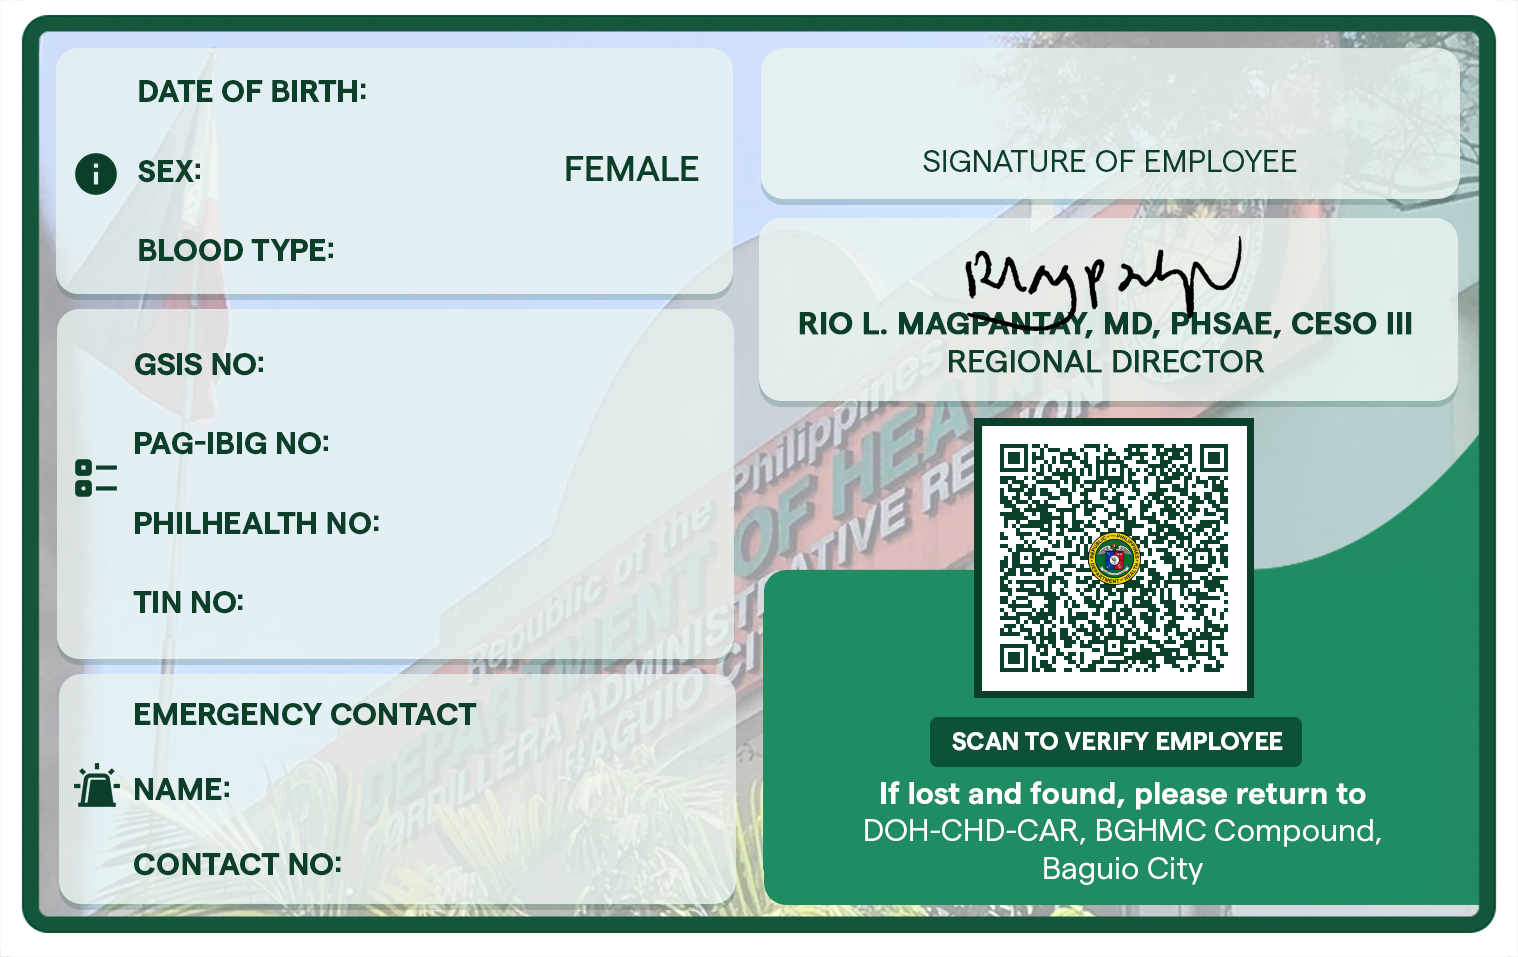 DATE OF BIRTH:
SEX: FEMALE
BLOOD TYPE:
GSIS NO:
PAG-IBIG NO:
PHILHEALTH NO:
TIN NO:
EMERGENCY CONTACT
NAME:
CONTACT NO:
SIGNATURE OF EMPLOYEE
RIO L. MAGPANTAY, MD, PHSAE, CESO III
REGIONAL DIRECTOR
Republic of the Philippines
DEPARTMENT OF HEALTH
CORDILLERA ADMINISTRATIVE REGION
BAGUIO CITY
SCAN TO VERIFY EMPLOYEE
If lost and found, please return to
DOH-CHD-CAR, BGHMC Compound,
Baguio City